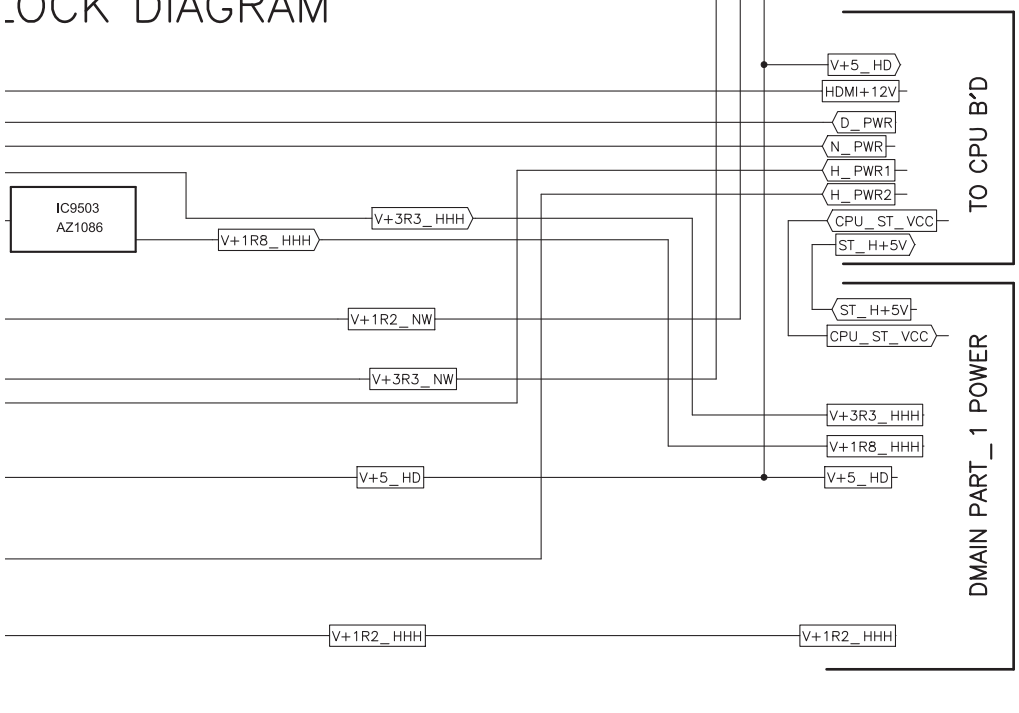 LOCK DIAGRAM
V+5_HD
HDMI+12V
D_PWR
N_PWR
H_PWR1
H_PWR2
CPU_ST_VCC
ST_H+5V
TO CPU B'D
IC9503
AZ1086
V+3R3_HHH
V+1R8_HHH
V+1R2_NW
V+3R3_NW
V+5_HD
V+1R2_HHH
ST_H+5V
CPU_ST_VCC
V+3R3_HHH
V+1R8_HHH
V+5_HD
V+1R2_HHH
DMAIN PART_1 POWER